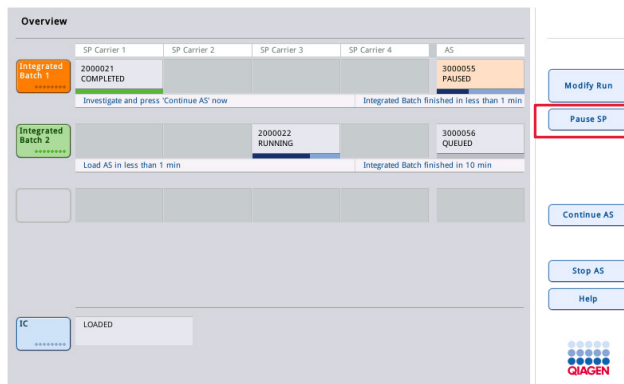 Overview
SP Carrier 1 SP Carrier 2 SP Carrier 3 SP Carrier 4 AS
Integrated
Batch 1
2000021
COMPLETED
3000055
PAUSED
Investigate and press 'Continue AS' now
Integrated Batch finished in less than 1 min
Integrated
Batch 2
2000022
RUNNING
3000056
QUEUED
Load AS in less than 1 min
Integrated Batch finished in 10 min
IC
LOADED
Modify Run
Pause SP
Continue AS
Stop AS
Help
QIAGEN